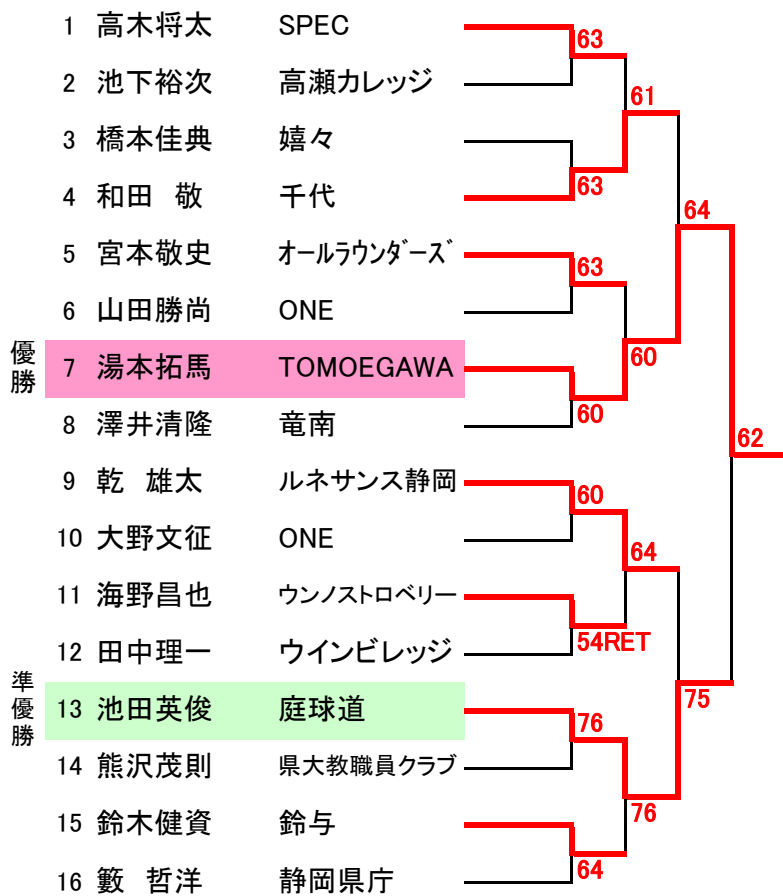 1 高木将太 SPEC
63
2 池下裕次 高瀬カレッジ
61
3 橋本佳典 嬉々
63
4 和田 敬 千代
64
5 宮本敬史 オールラウンダーズ
63
6 山田勝尚 ONE
60
優勝
7 湯本拓馬 TOMOEGAWA
60
8 澤井清隆 竜南
62
9 乾 雄太 ルネサンス静岡
60
10 大野文征 ONE
64
11 海野昌也 ウンノストロベリー
54RET
12 田中理一 ウインビレッジ
75
準優勝
13 池田英俊 庭球道
76
14 熊沢茂則 県大教職員クラブ
76
15 鈴木健資 鈴与
64
16 籔 哲洋 静岡県庁